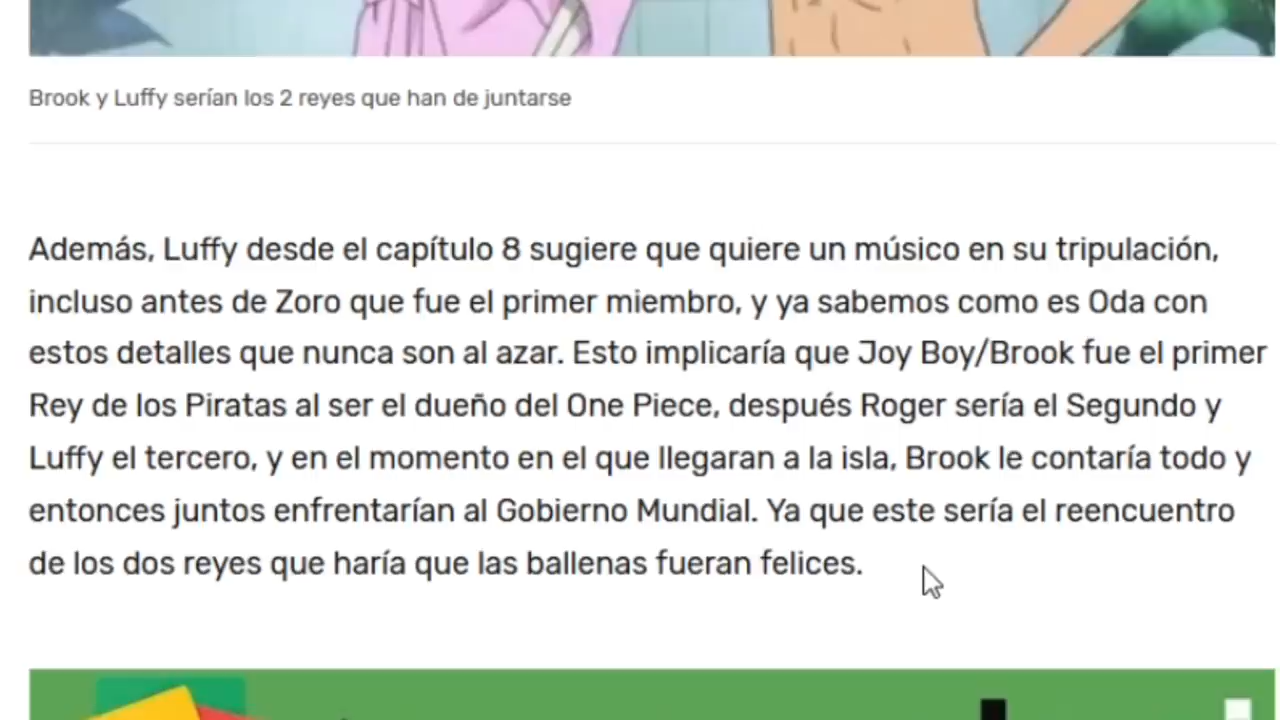 Brook y Luffy serían los 2 reyes que han de juntarse
Además, Luffy desde el capítulo 8 sugiere que quiere un músico en su tripulación,
incluso antes de Zoro que fue el primer miembro, y ya sabemos como es Oda con
estos detalles que nunca son al azar. Esto implicaría que Joy Boy/Brook fue el primer
Rey de los Piratas al ser el dueño del One Piece, después Roger sería el Segundo y
Luffy el tercero, y en el momento en el que llegaran a la isla, Brook le contaría todo y
entonces juntos enfrentarían al Gobierno Mundial. Ya que este sería el reencuentro
de los dos reyes que haría que las ballenas fueran felices.